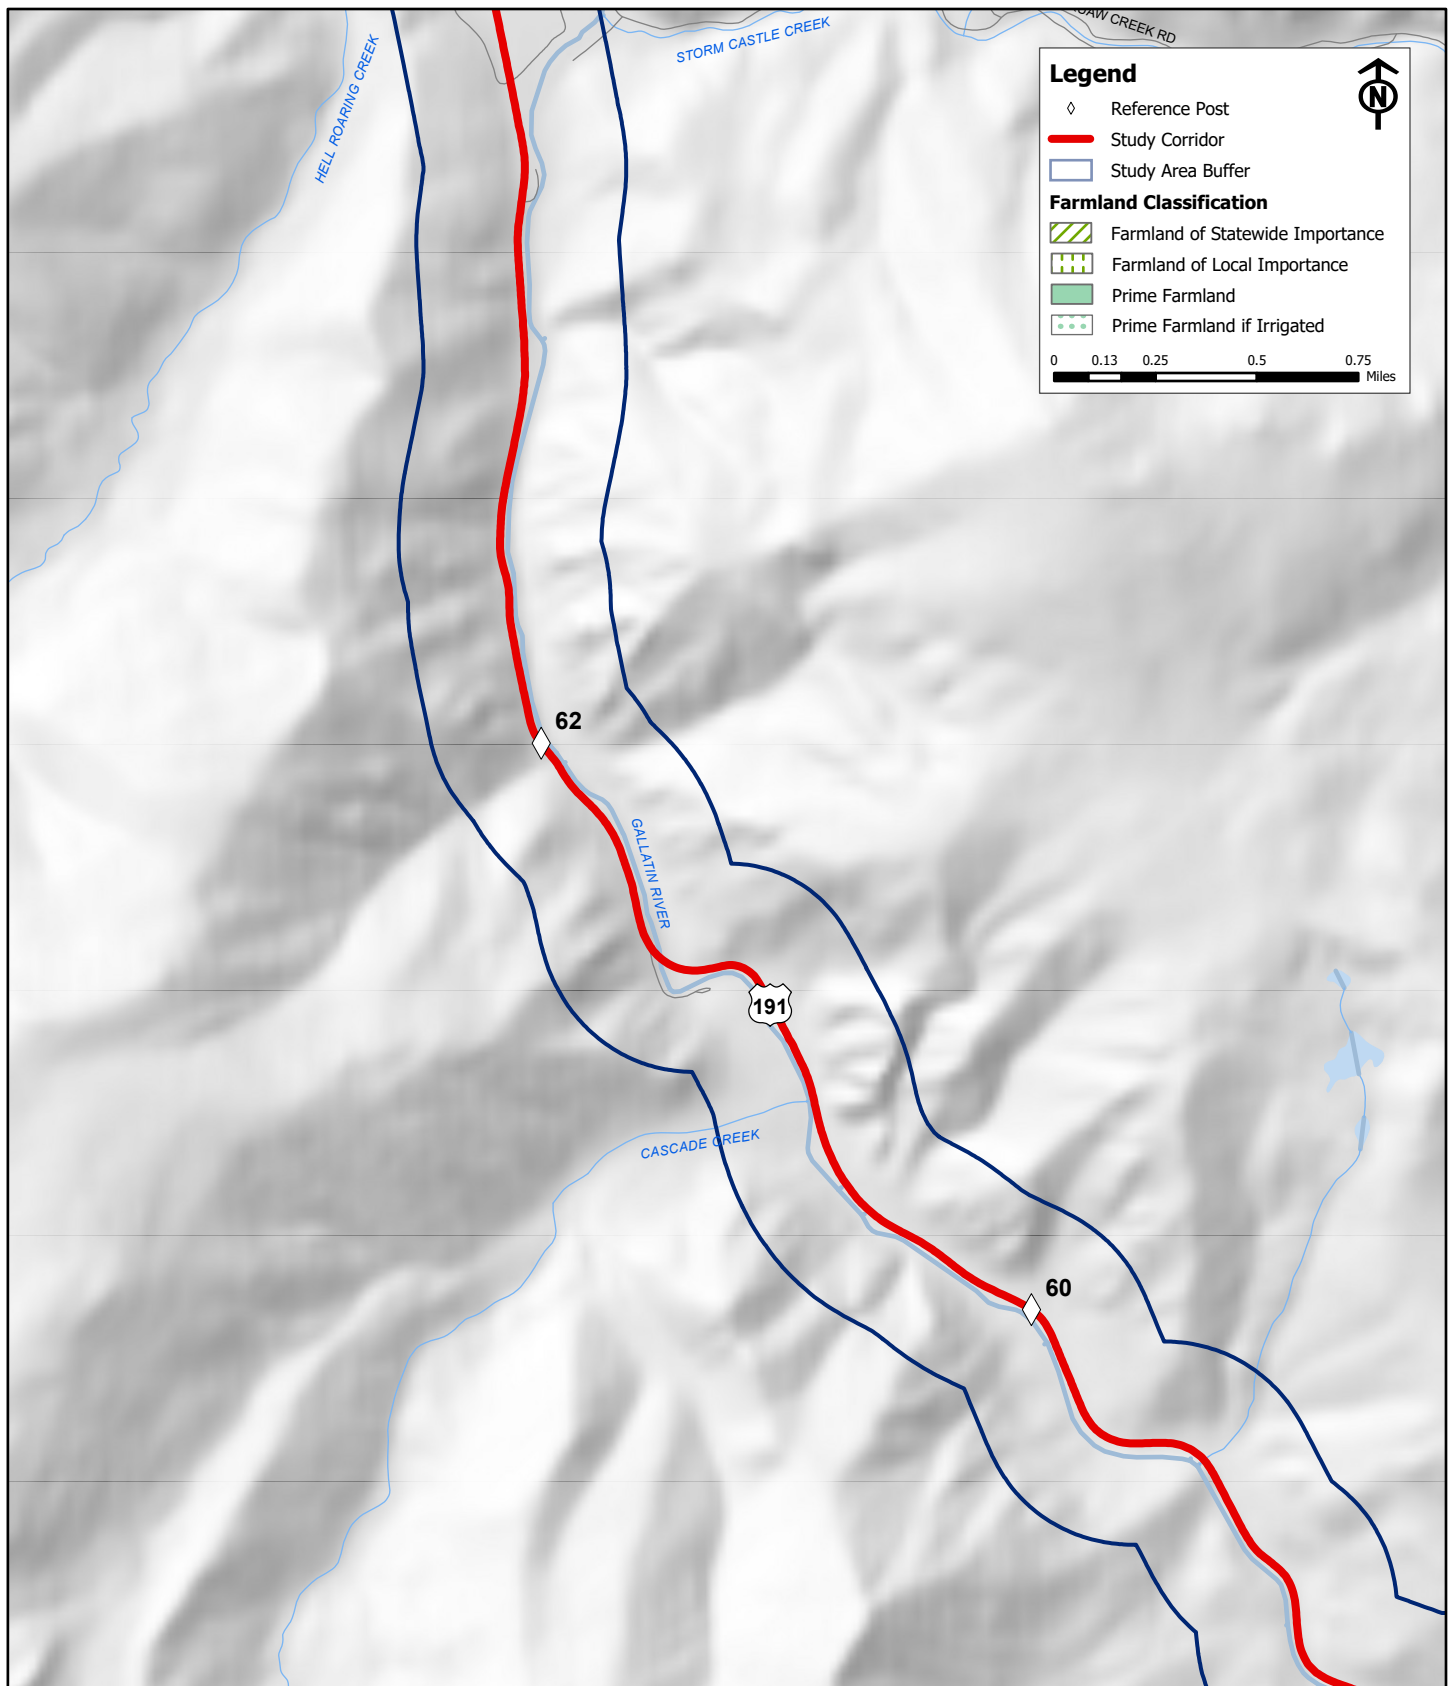 STORM CASTLE CREEK
CREEK RD
HELL ROARING CREEK
Legend
N
Reference Post
Study Corridor
Study Area Buffer
Farmland Classification
Farmland of Statewide Importance
Farmland of Local Importance
Prime Farmland
Prime Farmland if Irrigated
0 0.13 0.25 0.5 0.75
Miles
62
GALLATIN RIVER
191
CASCADE CREEK
60